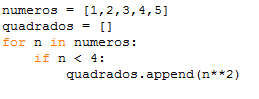 numeros = [1,2,3,4,5]
quadrados = []
for n in numeros:
    if n < 4:
        quadrados.append(n**2)